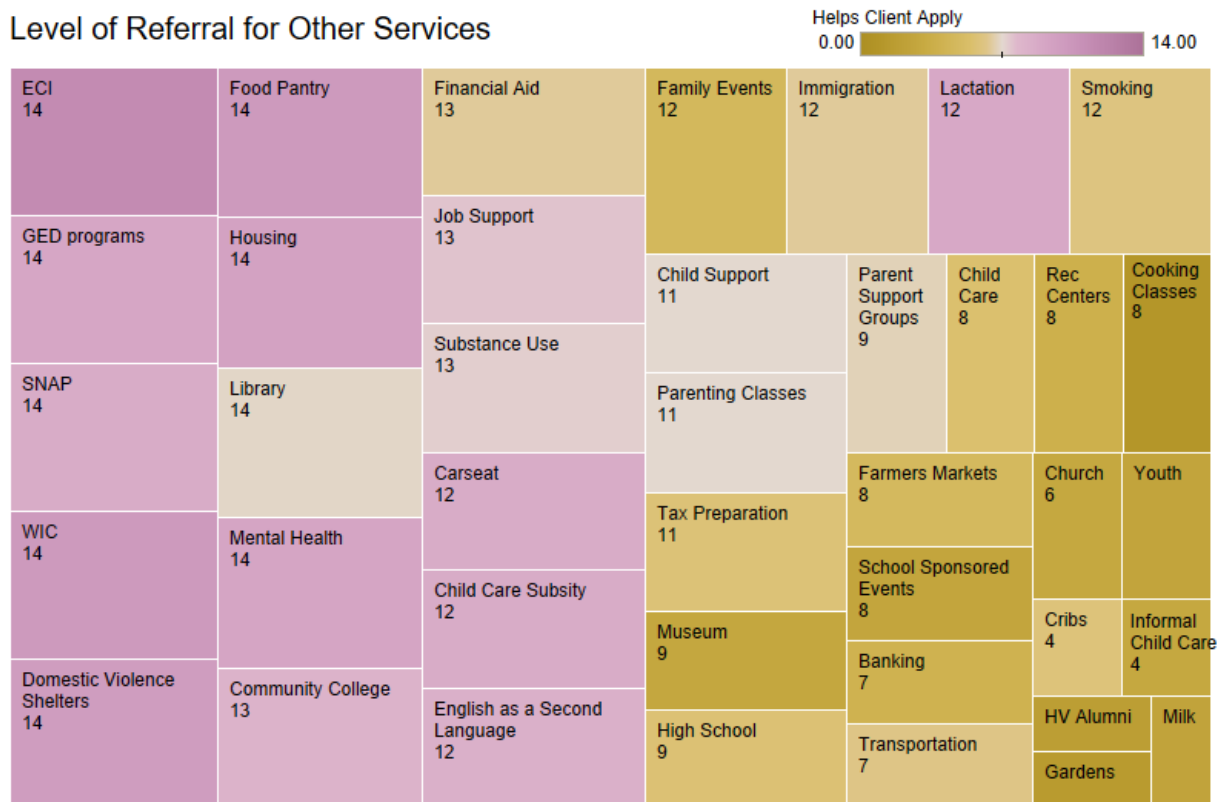 Level of Referral for Other Services
Helps Client Apply
0.00
14.00
ECI
14
GED programs
14
SNAP
14
WIC
14
Domestic Violence
Shelters
14
Food Pantry
14
Housing
14
Library
14
Mental Health
14
Community College
13
Financial Aid
13
Job Support
13
Substance Use
13
Carseat
12
Child Care Subsity
12
English as a Second
Language
12
Family Events
12
Immigration
12
Lactation
12
Smoking
12
Child Support
11
Parenting Classes
11
Tax Preparation
11
Museum
9
High School
9
Parent
Support
Groups
9
Child
Care
8
Rec
Centers
8
Cooking
Classes
8
Farmers Markets
8
School Sponsored
Events
8
Banking
7
Transportation
7
Church
6
Youth
Cribs
4
Informal
Child Care
4
HV Alumni
Gardens
Milk